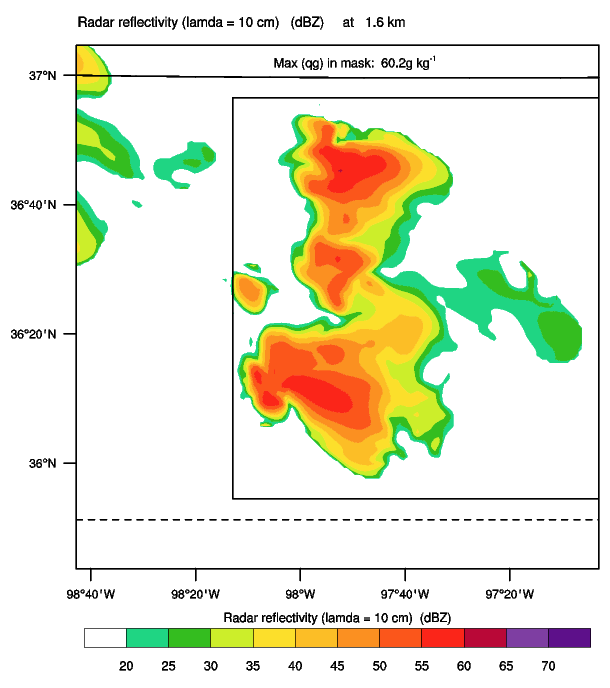 Radar reflectivity (lamda = 10 cm) (dBZ) at 1.6 km
Max (qg) in mask: 60.2g kg⁻¹
37°N
36°40'N
36°20'N
36°N
98°40'W 98°20'W 98°W 97°40'W 97°20'W
Radar reflectivity (lamda = 10 cm) (dBZ)
20 25 30 35 40 45 50 55 60 65 70